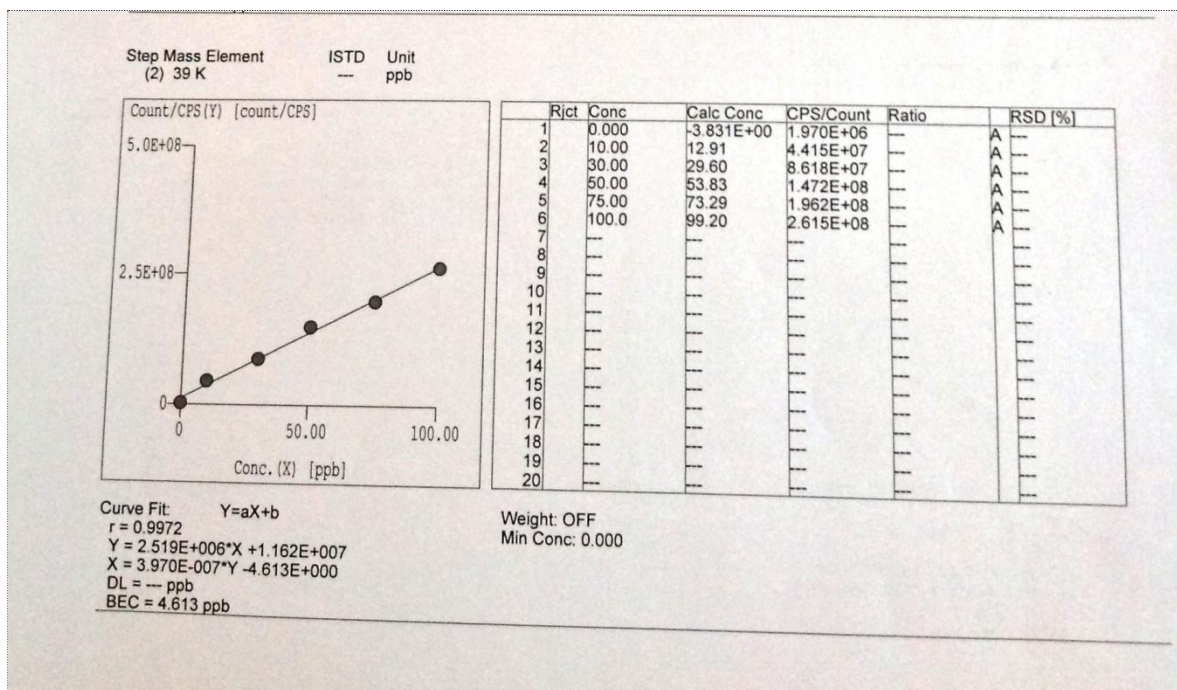 Step Mass Element ISTD Unit
(2) 39 K --- ppb
Count/CPS(Y) [count/CPS]
5.0E+08
2.5E+08
0
0 50.00 100.00
Conc.(X) [ppb]
Rjct Conc Calc Conc CPS/Count Ratio RSD [%]
1 0.000 -3.831E+00 1.970E+06 --- A ---
2 10.00 12.91 4.415E+07 --- A ---
3 30.00 29.60 8.618E+07 --- A ---
4 50.00 53.83 1.472E+08 --- A ---
5 75.00 73.29 1.962E+08 --- A ---
6 100.0 99.20 2.615E+08 --- A ---
7 --- --- --- --- ---
8 --- --- --- --- ---
9 --- --- --- --- ---
10 --- --- --- --- ---
11 --- --- --- --- ---
12 --- --- --- --- ---
13 --- --- --- --- ---
14 --- --- --- --- ---
15 --- --- --- --- ---
16 --- --- --- --- ---
17 --- --- --- --- ---
18 --- --- --- --- ---
19 --- --- --- --- ---
20 --- --- --- --- ---
Curve Fit: Y=aX+b
r = 0.9972
Y = 2.519E+006*X +1.162E+007
X = 3.970E-007*Y -4.613E+000
DL = --- ppb
BEC = 4.613 ppb
Weight: OFF
Min Conc: 0.000